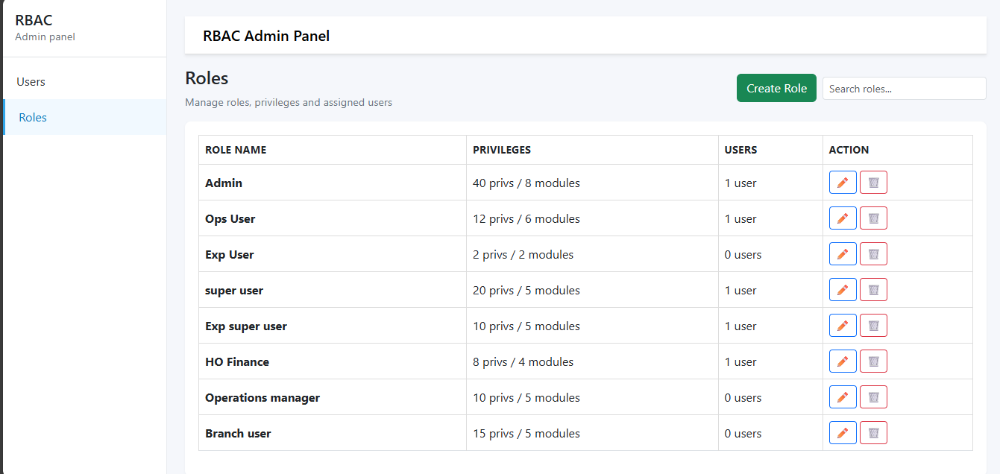 RBAC
Admin panel
Users
Roles
RBAC Admin Panel
Roles
Manage roles, privileges and assigned users
Create Role
Search roles...
ROLE NAME PRIVILEGES USERS ACTION
Admin 40 privs / 8 modules 1 user
Ops User 12 privs / 6 modules 1 user
Exp User 2 privs / 2 modules 0 users
super user 20 privs / 5 modules 1 user
Exp super user 10 privs / 5 modules 1 user
HO Finance 8 privs / 4 modules 1 user
Operations manager 10 privs / 5 modules 0 users
Branch user 15 privs / 5 modules 0 users